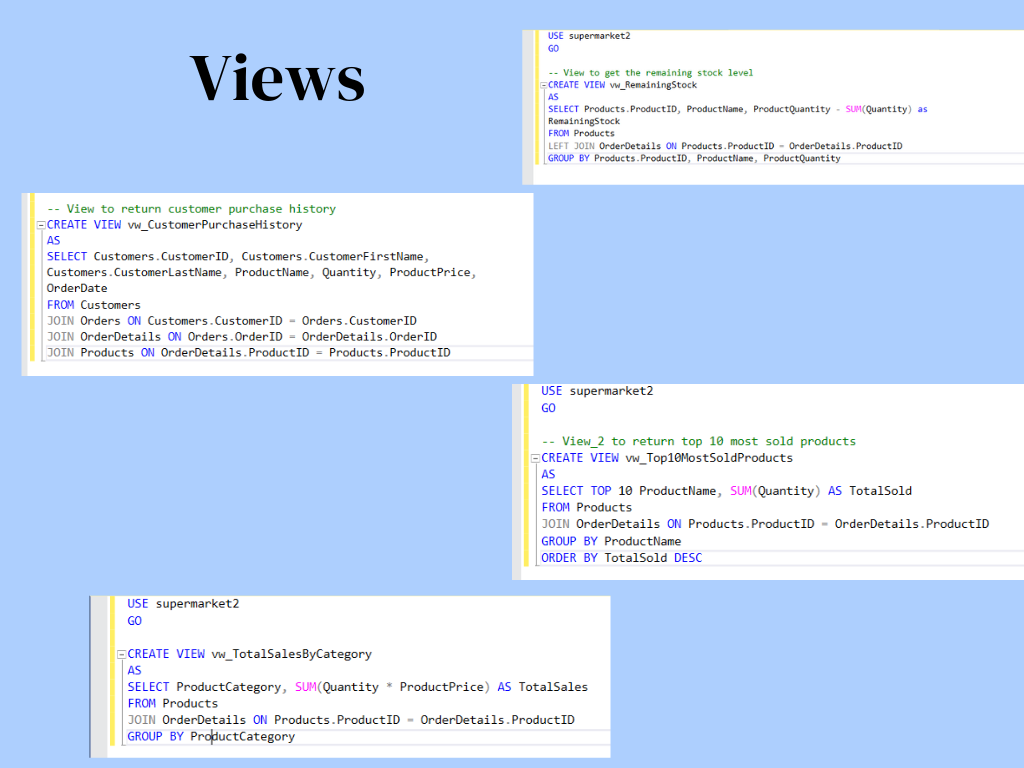 Views
USE supermarket2
GO
-- View to get the remaining stock level
CREATE VIEW vw_RemainingStock
AS
SELECT Products.ProductID, ProductName, ProductQuantity - SUM(Quantity) as
RemainingStock
FROM Products
LEFT JOIN OrderDetails ON Products.ProductID = OrderDetails.ProductID
GROUP BY Products.ProductID, ProductName, ProductQuantity
-- View to return customer purchase history
CREATE VIEW vw_CustomerPurchaseHistory
AS
SELECT Customers.CustomerID, Customers.CustomerFirstName,
Customers.CustomerLastName, ProductName, Quantity, ProductPrice,
OrderDate
FROM Customers
JOIN Orders ON Customers.CustomerID = Orders.CustomerID
JOIN OrderDetails ON Orders.OrderID = OrderDetails.OrderID
JOIN Products ON OrderDetails.ProductID = Products.ProductID
USE supermarket2
GO
-- View_2 to return top 10 most sold products
CREATE VIEW vw_Top10MostSoldProducts
AS
SELECT TOP 10 ProductName, SUM(Quantity) AS TotalSold
FROM Products
JOIN OrderDetails ON Products.ProductID = OrderDetails.ProductID
GROUP BY ProductName
ORDER BY TotalSold DESC
USE supermarket2
GO
CREATE VIEW vw_TotalSalesByCategory
AS
SELECT ProductCategory, SUM(Quantity * ProductPrice) AS TotalSales
FROM Products
JOIN OrderDetails ON Products.ProductID = OrderDetails.ProductID
GROUP BY ProductCategory